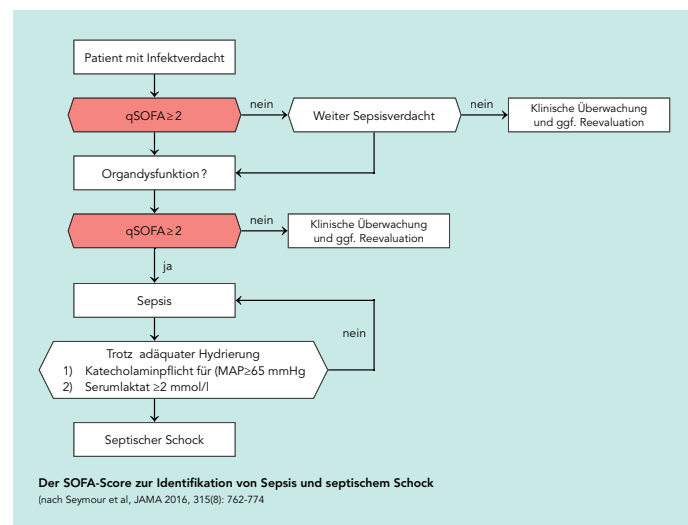 Patient mit Infektverdacht
qSOFA≥2
nein
Weiter Sepsisverdacht
nein
Klinische Überwachung
und ggf. Reevaluation
Organdysfunktion?
qSOFA≥2
nein
Klinische Überwachung
und ggf. Reevaluation
ja
Sepsis
nein
Trotz adäquater Hydrierung
1) Katecholaminpflicht für (MAP≥65 mmHg
2) Serumlaktat ≥2 mmol/l
Septischer Schock
Der SOFA-Score zur Identifikation von Sepsis und septischem Schock
(nach Seymour et al, JAMA 2016, 315(8): 762-774